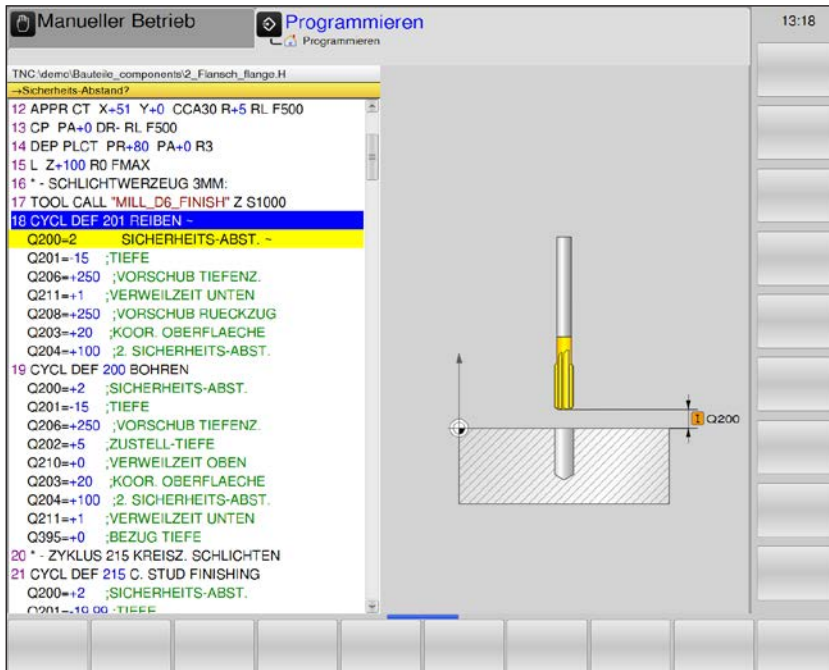 Manueller Betrieb
Programmieren
Programmieren
13:18
TNC:\demo\Bauteile_components\2_Flansch_flange.H
→Sicherheits-Abstand?
12 APPR CT X+51 Y+0 CCA30 R+5 RL F500
13 CP PA+0 DR- RL F500
14 DEP PLCT PR+80 PA+0 R3
15 L Z+100 R0 FMAX
16 * - SCHLICHTWERKZEUG 3MM:
17 TOOL CALL "MILL_D6_FINISH" Z S1000
18 CYCL DEF 201 REIBEN ~
Q200=2 SICHERHEITS-ABST. ~
Q201=-15 ;TIEFE
Q206=+250 ;VORSCHUB TIEFENZ.
Q211=+1 ;VERWEILZEIT UNTEN
Q208=+250 ;VORSCHUB RUECKZUG
Q203=+20 ;KOOR. OBERFLAECHE
Q204=+100 ;2. SICHERHEITS-ABST.
19 CYCL DEF 200 BOHREN
Q200=+2 ;SICHERHEITS-ABST.
Q201=-15 ;TIEFE
Q206=+250 ;VORSCHUB TIEFENZ.
Q202=+5 ;ZUSTELL-TIEFE
Q210=+0 ;VERWEILZEIT OBEN
Q203=+20 ;KOOR. OBERFLAECHE
Q204=+100 ;2. SICHERHEITS-ABST.
Q211=+1 ;VERWEILZEIT UNTEN
Q395=+0 ;BEZUG TIEFE
20 * - ZYKLUS 215 KREISZ. SCHLICHTEN
21 CYCL DEF 215 C. STUD FINISHING
Q200=+2 ;SICHERHEITS-ABST.
Q201=-19.99 ;TIEFE
Q200